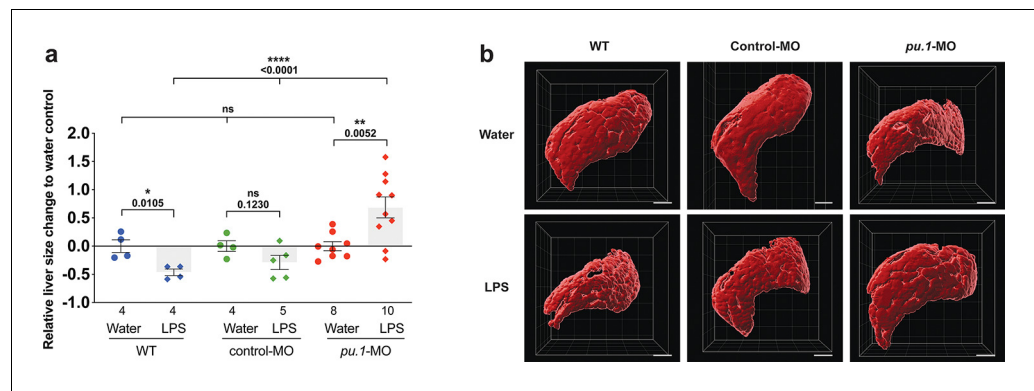 a
Relative liver size change to water control
2.0
1.5
1.0
0.5
0.0
-0.5
-1.0
****
<0.0001
ns
**
0.0052
*
0.0105
ns
0.1230
4 4 4 5 8 10
Water LPS Water LPS Water LPS
WT control-MO pu.1-MO
b
WT Control-MO pu.1-MO
Water
LPS